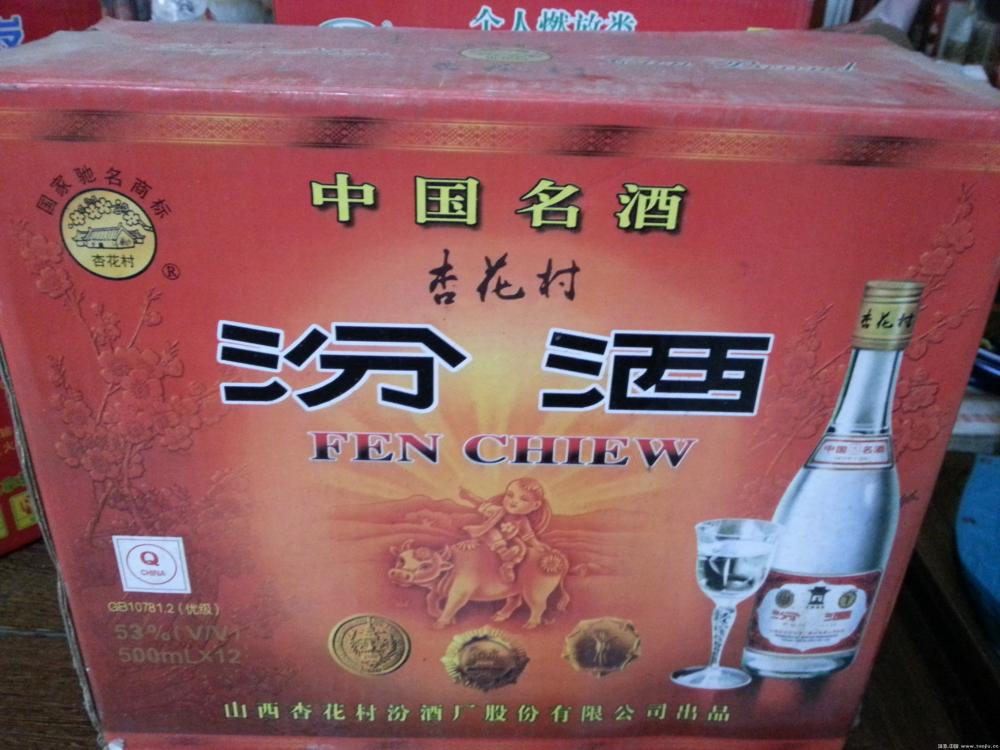 个人燃放类
国家驰名商标
杏花村
®
中国名酒
杏花村
汾酒
FEN CHIEW
杏花村
中国名酒
汾酒
Q
CHINA
GB10781.2(优级)
53%(V/V)
500mLX12
山西杏花村汾酒厂股份有限公司出品